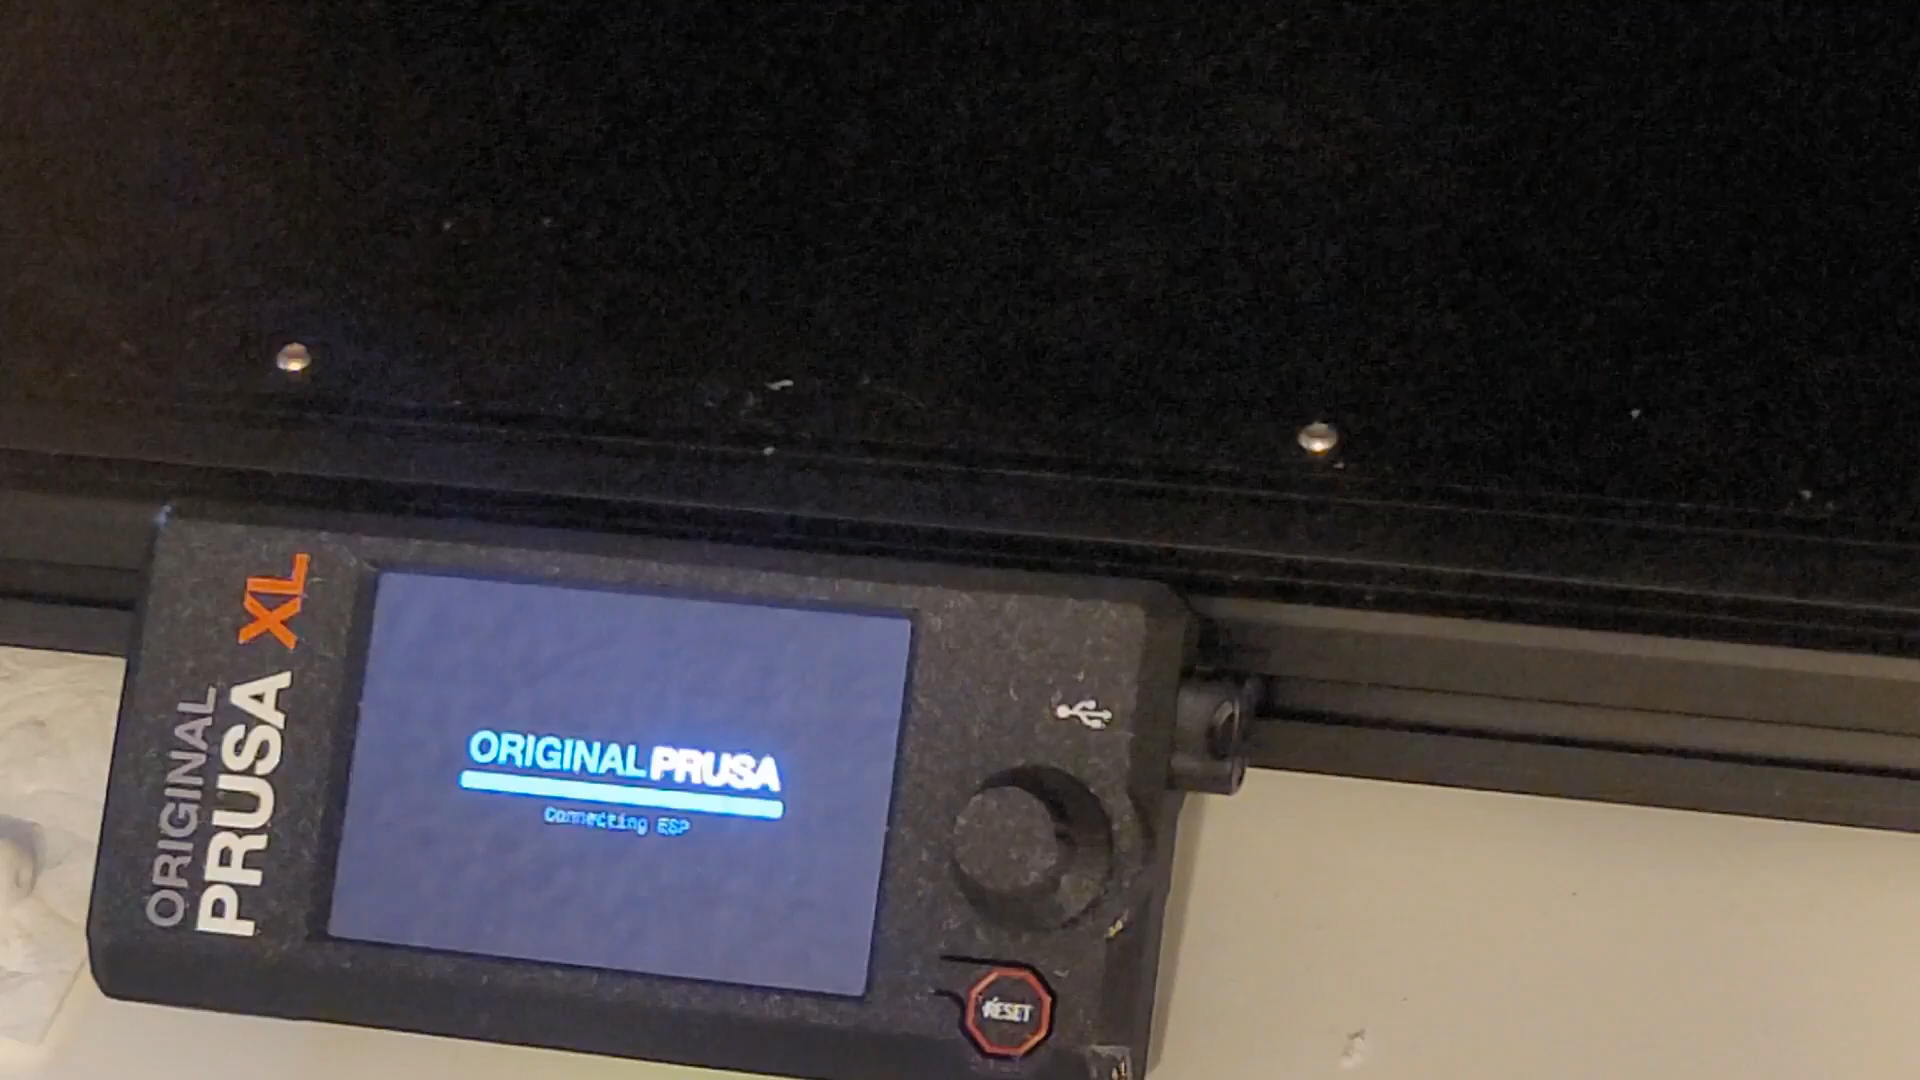 ORIGINAL
PRUSA XL
ORIGINAL PRUSA
Connecting ESP
RESET